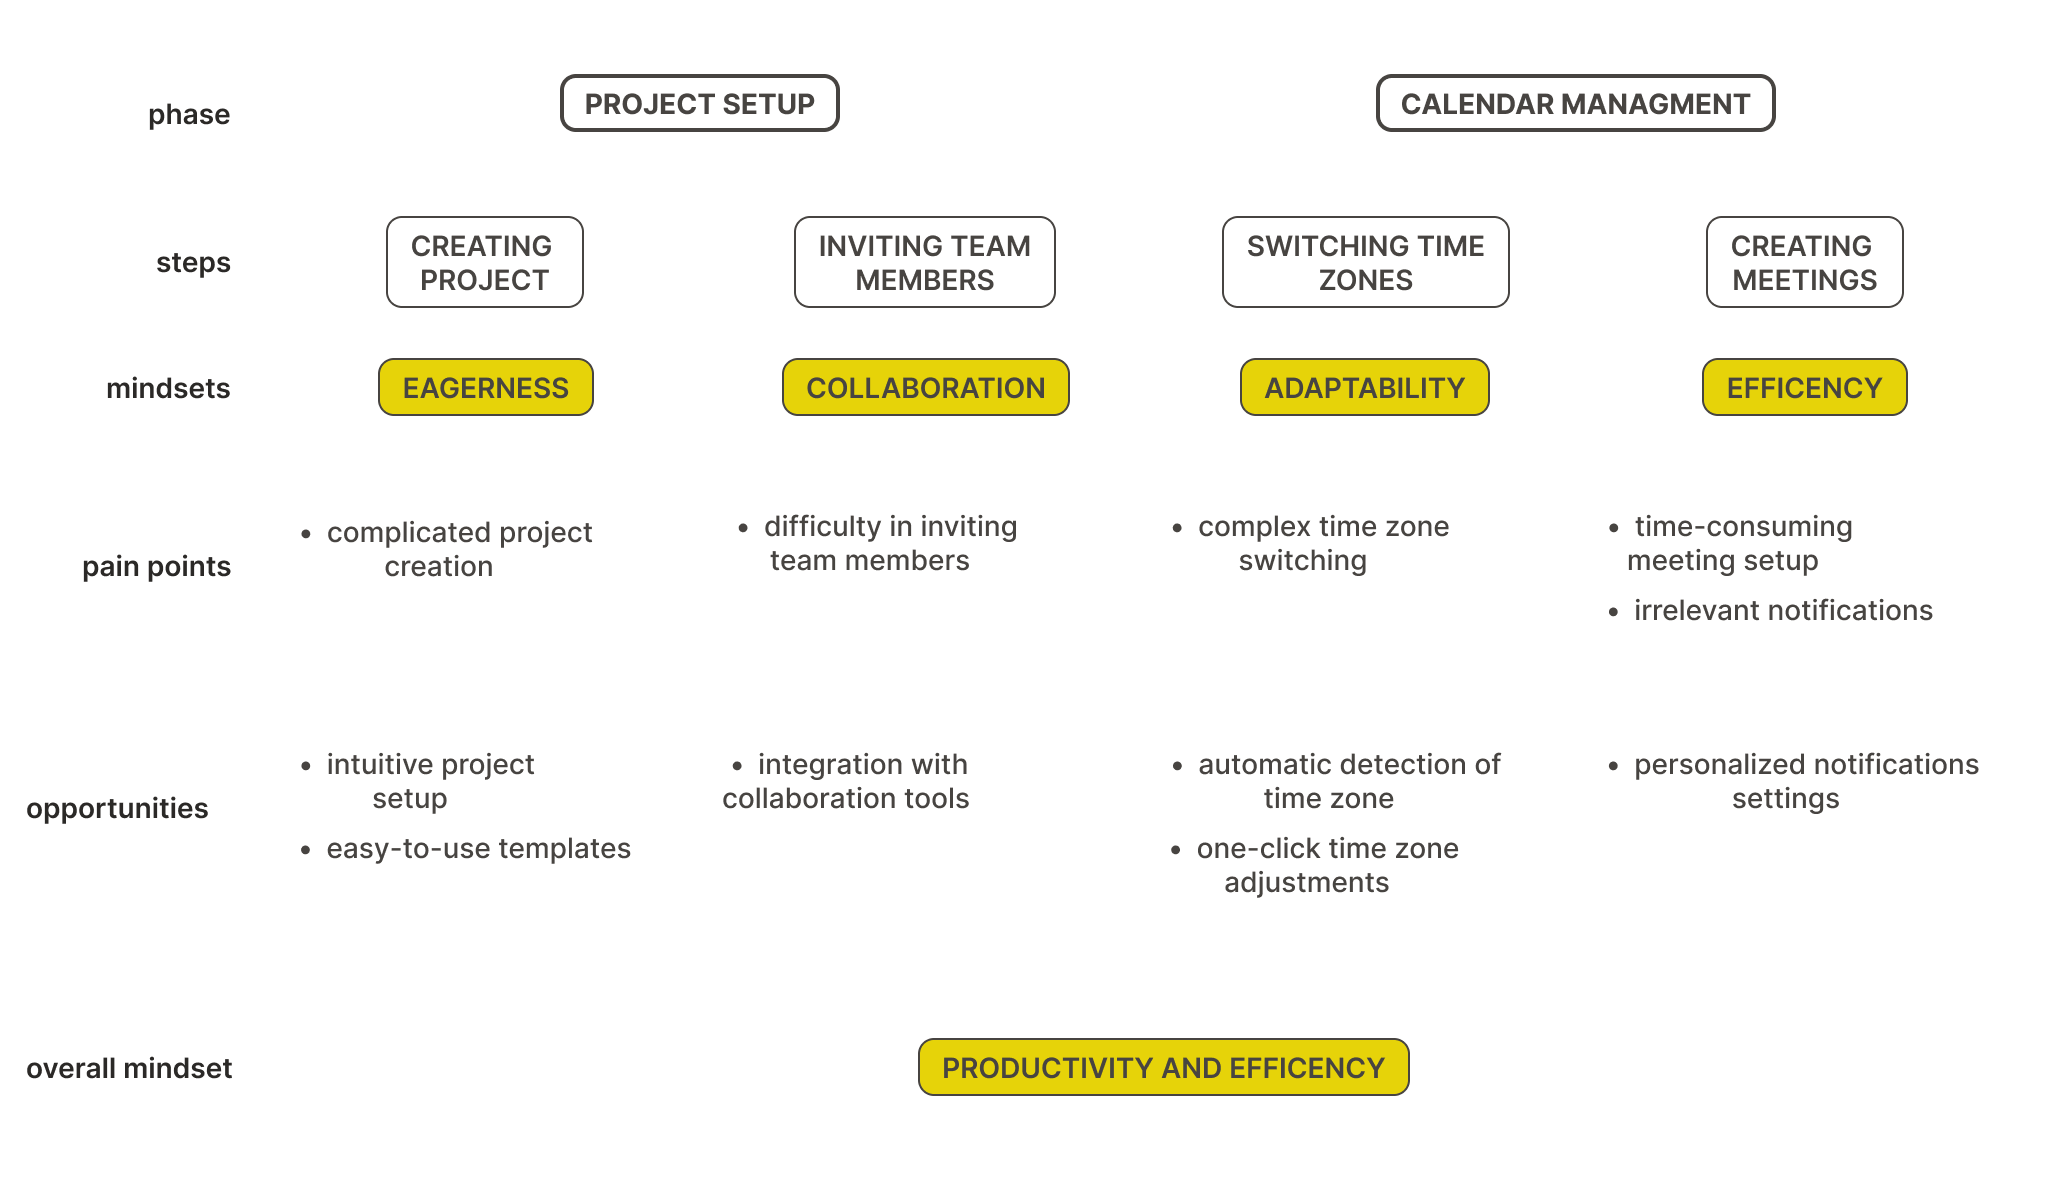 phase
PROJECT SETUP
CALENDAR MANAGMENT
steps
CREATING
PROJECT
INVITING TEAM
MEMBERS
SWITCHING TIME
ZONES
CREATING
MEETINGS
mindsets
EAGERNESS
COLLABORATION
ADAPTABILITY
EFFICENCY
pain points
• complicated project
creation
• difficulty in inviting
team members
• complex time zone
switching
• time-consuming
meeting setup
• irrelevant notifications
opportunities
• intuitive project
setup
• easy-to-use templates
• integration with
collaboration tools
• automatic detection of
time zone
• one-click time zone
adjustments
• personalized notifications
settings
overall mindset
PRODUCTIVITY AND EFFICENCY